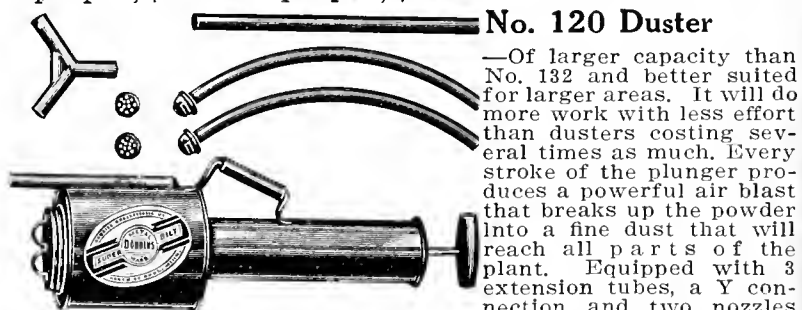 No. 120 Duster
—Of larger capacity than
No. 132 and better suited
for larger areas. It will do
more work with less effort
than dusters costing sev-
eral times as much. Every
stroke of the plunger pro-
duces a powerful air blast
that breaks up the powder
into a fine dust that will
reach all parts of the
plant. Equipped with 3
extension tubes, a Y con-
nection and two nozzles
DOBBINS
SUPER
BILT